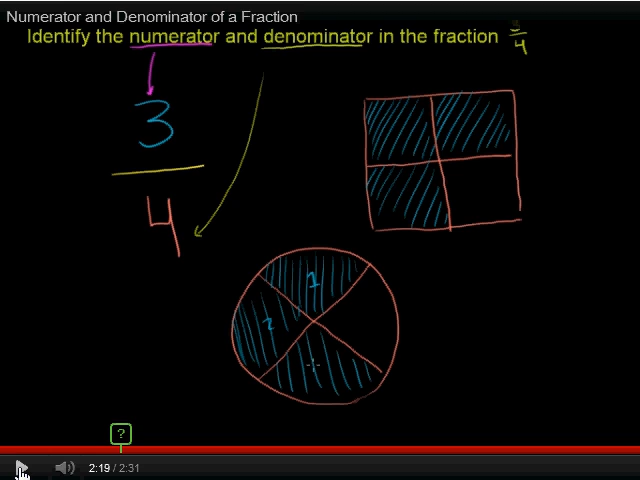 Numerator and Denominator of a Fraction
Identify the numerator and denominator in the fraction 3/4
3
4
1
2
?
2:19 / 2:31